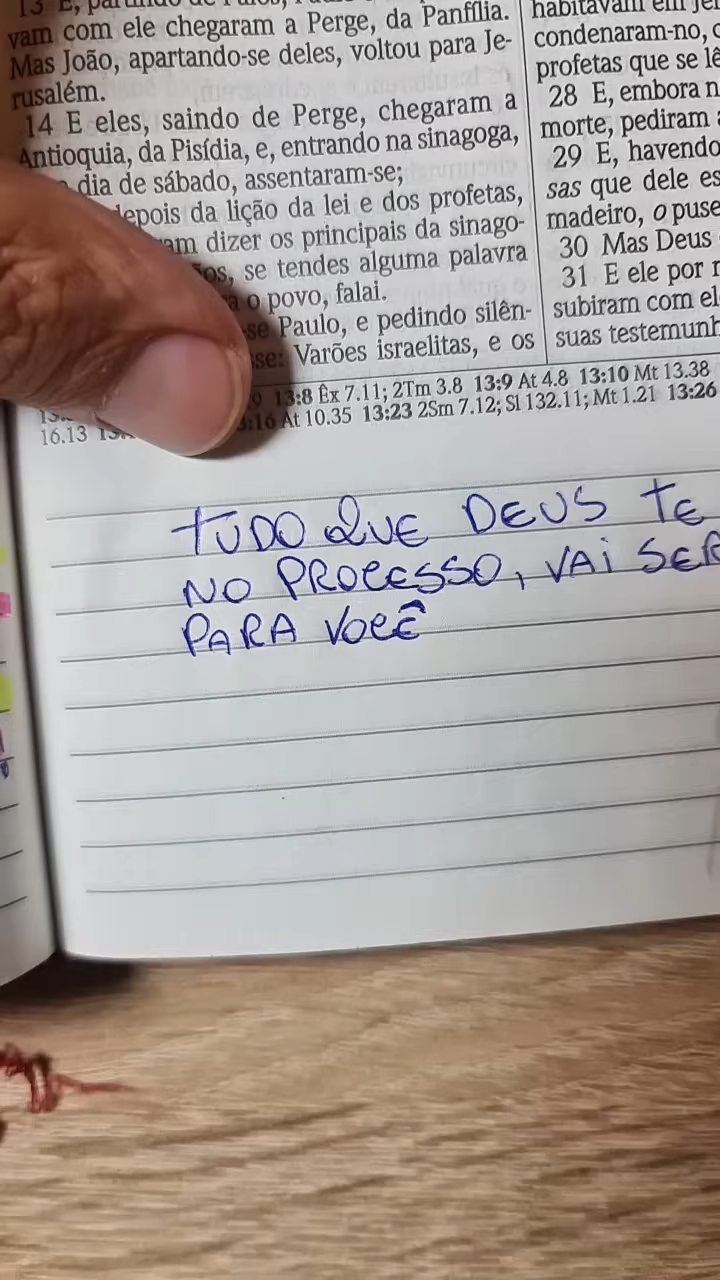 13 E,
vam com ele chegaram a Perge, da Panfília.
Mas João, apartando-se deles, voltou para Je-
rusalém.
14 E eles, saindo de Perge, chegaram a
Antioquia, da Pisídia, e, entrando na sinagoga,
dia de sábado, assentaram-se;
depois da lição da lei e dos profetas,
dizer os principais da sinago-
se tendes alguma palavra
o povo, falai.
Paulo, e pedindo silên-
Varões israelitas, e os
habitavam em
condenaram-no,
profetas que se
28 E, embora
morte, pediram
29 E, havendo
sas que dele
madeiro, o
30 Mas Deus
31 E ele por
subiram com
suas
13:8 Êx 7.11; 2Tm 3.8 13:9 At 4.8 13:10 Mt 13.38
16.13 13:16 At 10.35 13:23 2Sm 7.12; Sl 132.11; Mt 1.21 13:26
TUDO QUE DEUS TE
NO PROCESSO, VAI SER
PARA VOCÊ